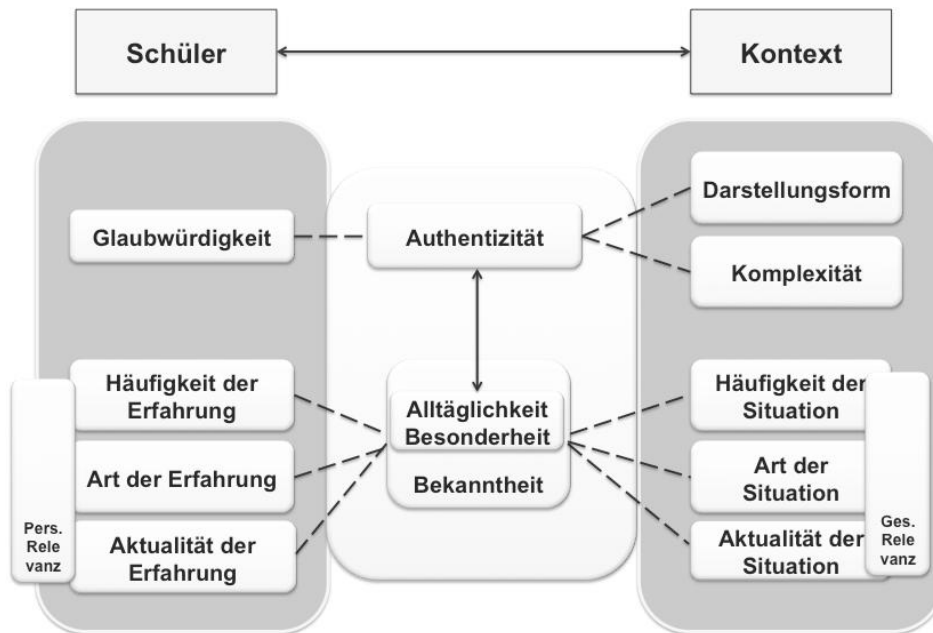 Schüler
Kontext
Darstellungsform
Glaubwürdigkeit
Authentizität
Komplexität
Häufigkeit der
Erfahrung
Art der Erfahrung
Aktualität der
Erfahrung
Pers.
Rele
vanz
Alltäglichkeit
Besonderheit
Bekanntheit
Häufigkeit der
Situation
Art der
Situation
Aktualität der
Situation
Ges.
Rele
vanz